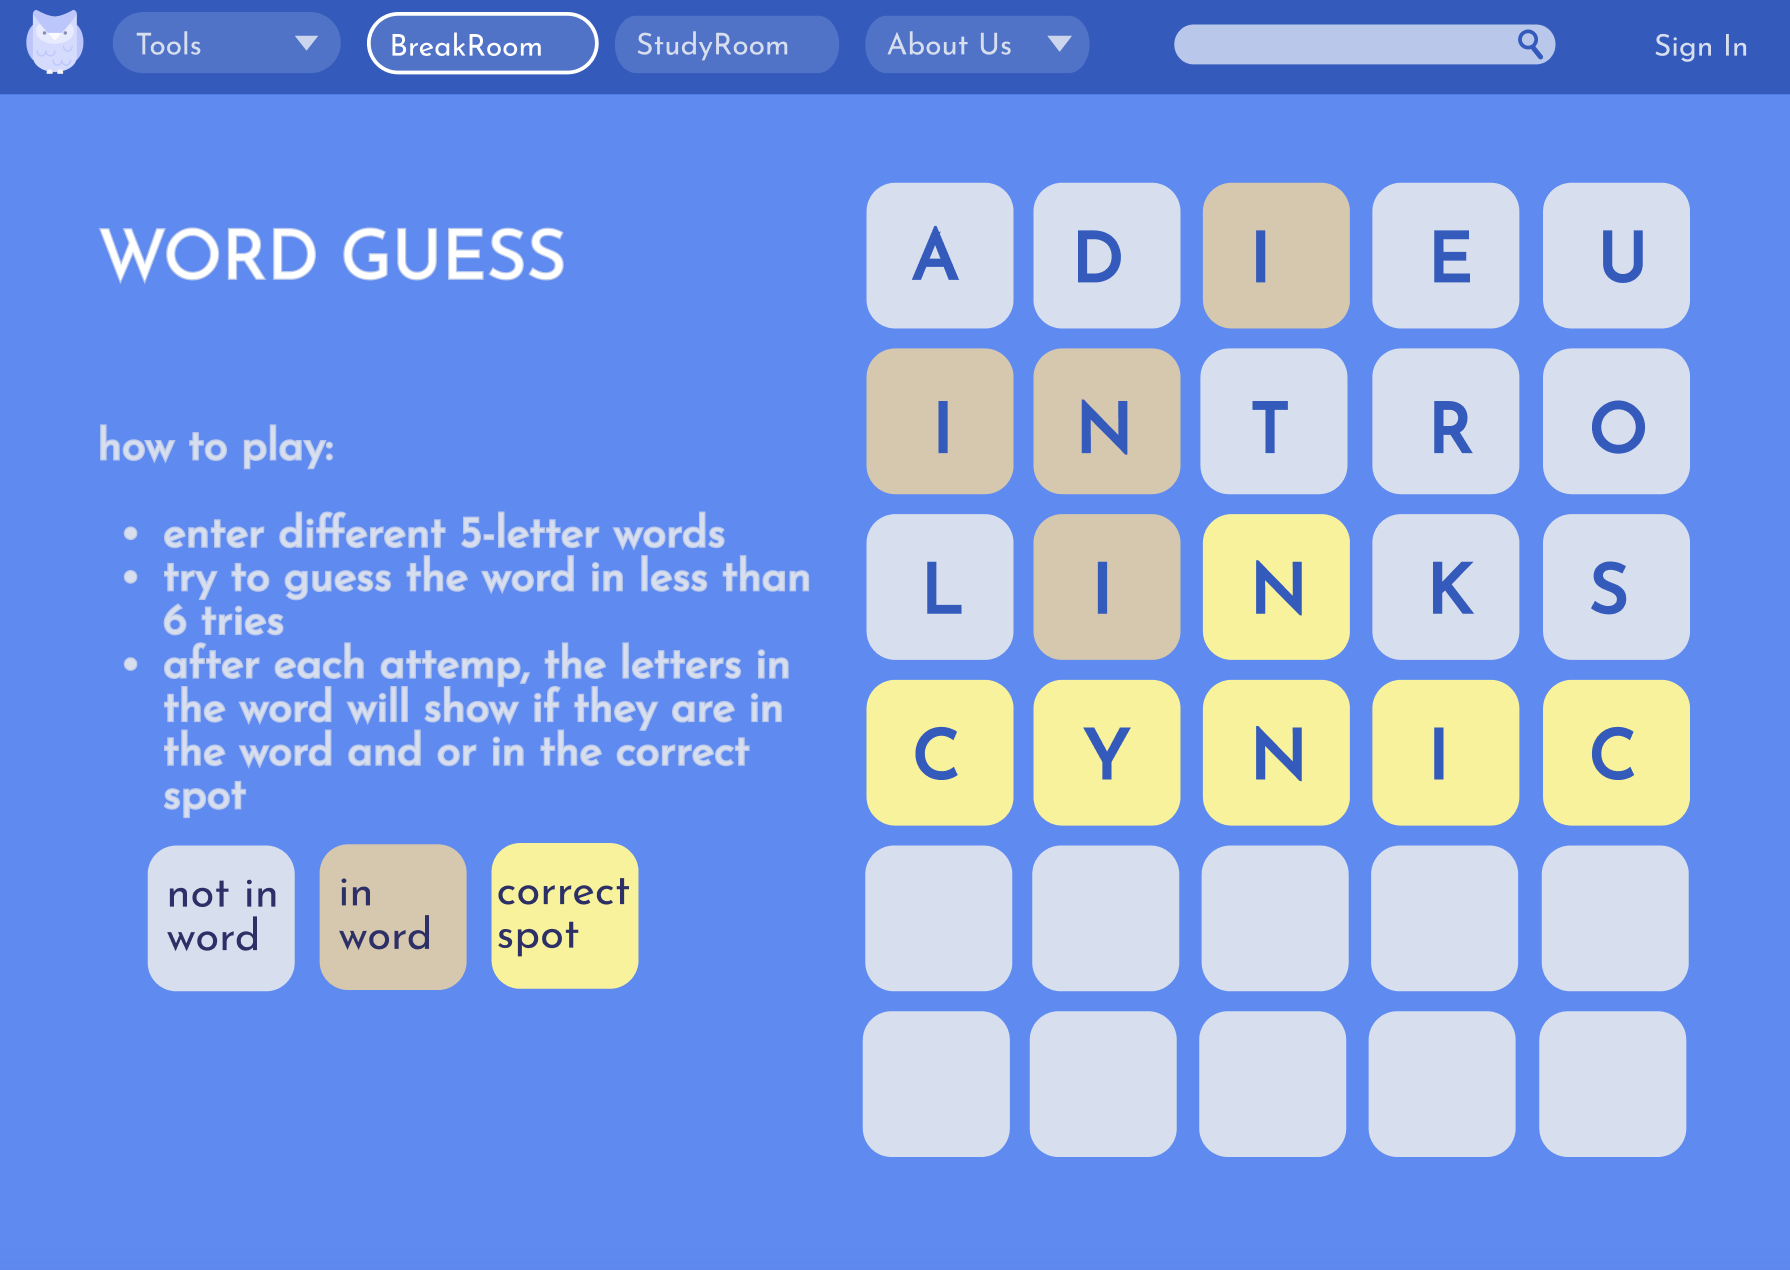 Tools
BreakRoom
StudyRoom
About Us
Sign In
WORD GUESS
how to play:
• enter different 5-letter words
• try to guess the word in less than
6 tries
• after each attemp, the letters in
the word will show if they are in
the word and or in the correct
spot
not in
word
in
word
correct
spot
A D I E U
I N T R O
L I N K S
C Y N I C